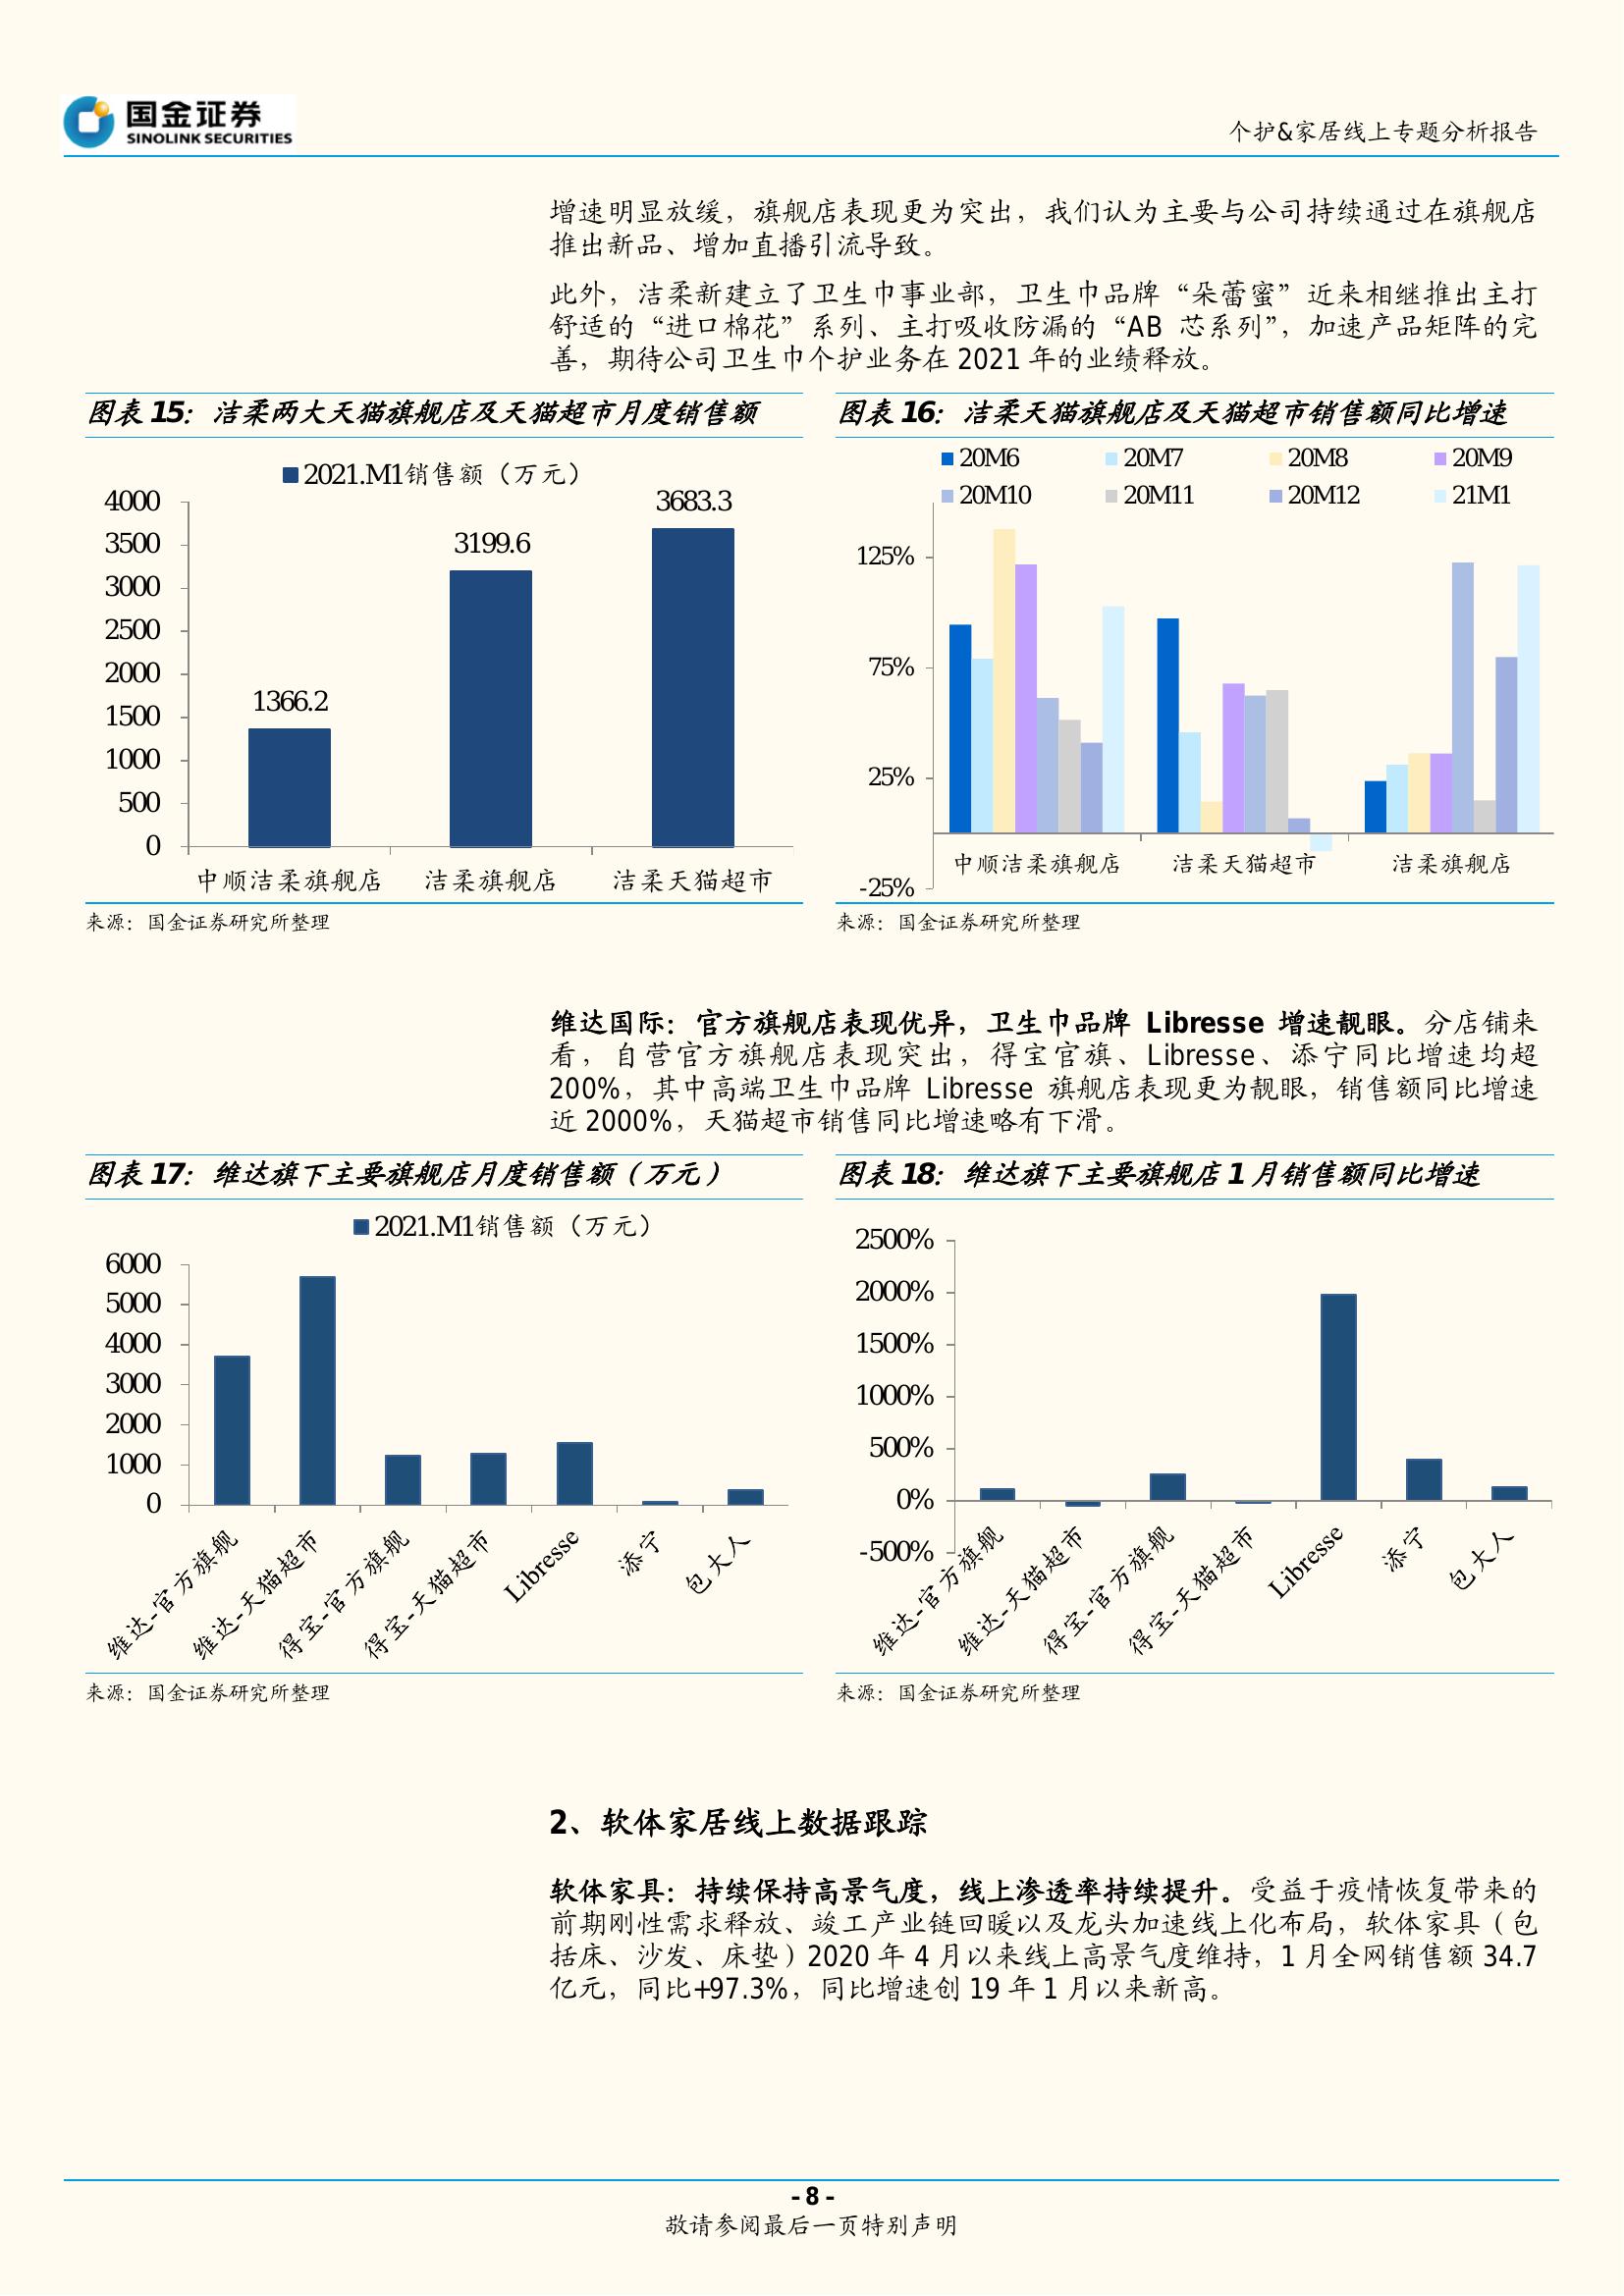 国金证券
SINOLINK SECURITIES
个护&家居线上专题分析报告
增速明显放缓，旗舰店表现更为突出，我们认为主要与公司持续通过在旗舰店
推出新品、增加直播引流导致。
此外，洁柔新建立了卫生巾事业部，卫生巾品牌“朵蕾蜜”近来相继推出主打
舒适的“进口棉花”系列、主打吸收防漏的“AB 芯系列”，加速产品矩阵的完
善，期待公司卫生巾个护业务在 2021 年的业绩释放。
图表 15：洁柔两大天猫旗舰店及天猫超市月度销售额
2021.M1销售额（万元）
4000
3500
3000
2500
2000
1500
1000
500
0
1366.2
3199.6
3683.3
中顺洁柔旗舰店 洁柔旗舰店 洁柔天猫超市
来源：国金证券研究所整理
图表 16：洁柔天猫旗舰店及天猫超市销售额同比增速
20M6 20M7 20M8 20M9
20M10 20M11 20M12 21M1
125%
75%
25%
-25%
中顺洁柔旗舰店 洁柔天猫超市 洁柔旗舰店
来源：国金证券研究所整理
维达国际：官方旗舰店表现优异，卫生巾品牌 Libresse 增速靓眼。分店铺来
看，自营官方旗舰店表现突出，得宝官旗、Libresse、添宁同比增速均超
200%，其中高端卫生巾品牌 Libresse 旗舰店表现更为靓眼，销售额同比增速
近 2000%，天猫超市销售同比增速略有下滑。
图表 17：维达旗下主要旗舰店月度销售额（万元）
2021.M1销售额（万元）
6000
5000
4000
3000
2000
1000
0
维达-官方旗舰
维达-天猫超市
得宝-官方旗舰
得宝-天猫超市
Libresse
添宁
包大人
来源：国金证券研究所整理
图表 18：维达旗下主要旗舰店 1 月销售额同比增速
2500%
2000%
1500%
1000%
500%
0%
-500%
维达-官方旗舰
维达-天猫超市
得宝-官方旗舰
得宝-天猫超市
Libresse
添宁
包大人
来源：国金证券研究所整理
2、软体家居线上数据跟踪
软体家具：持续保持高景气度，线上渗透率持续提升。受益于疫情恢复带来的
前期刚性需求释放、竣工产业链回暖以及龙头加速线上化布局，软体家具（包
括床、沙发、床垫）2020 年 4 月以来线上高景气度维持，1 月全网销售额 34.7
亿元，同比+97.3%，同比增速创 19 年 1 月以来新高。
- 8 -
敬请参阅最后一页特别声明